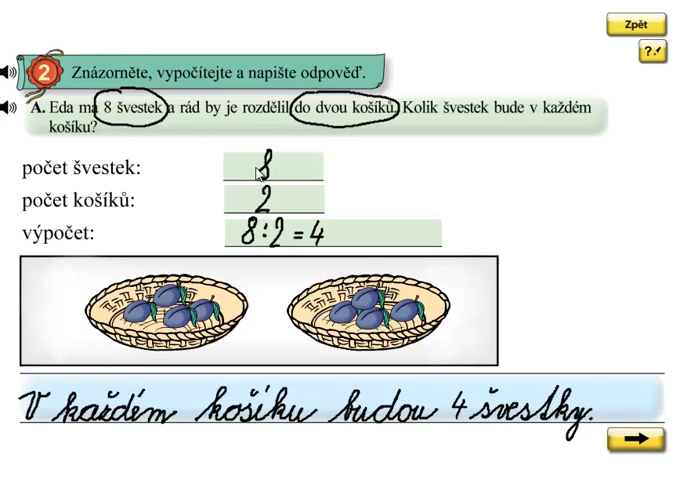 Zpět
?
2 Znázorněte, vypočítejte a napište odpověď.
A. Eda má 8 švestek a rád by je rozdělil do dvou košíků. Kolik švestek bude v každém
košíku?
počet švestek: 8
počet košíků: 2
výpočet: 8:2=4
V každém košíku budou 4 švestky.